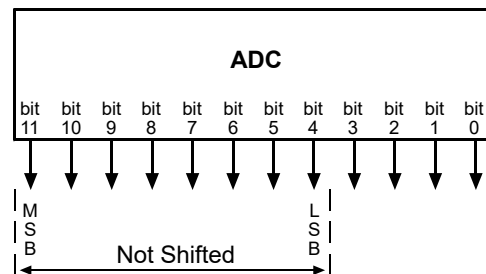 ADC
bit bit bit bit bit bit bit bit bit bit bit bit
11 10 9 8 7 6 5 4 3 2 1 0
M L
S S
B B
Not Shifted